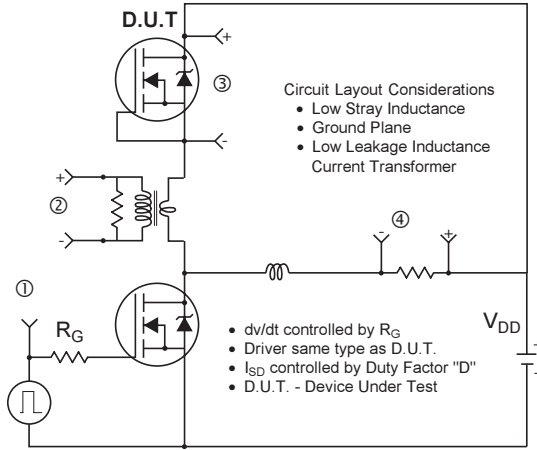 D.U.T
+
③
-
Circuit Layout Considerations
• Low Stray Inductance
• Ground Plane
• Low Leakage Inductance
Current Transformer
+
②
-
④
- +
①
R_G
V_DD
+
-
• dv/dt controlled by R_G
• Driver same type as D.U.T.
• I_SD controlled by Duty Factor "D"
• D.U.T. - Device Under Test